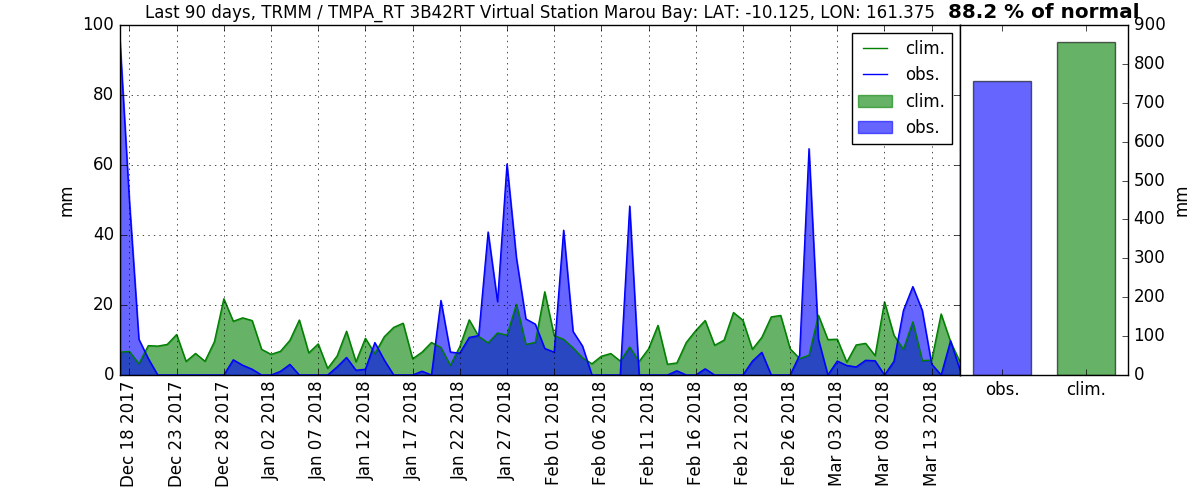 Last 90 days, TRMM / TMPA_RT 3B42RT Virtual Station Marou Bay: LAT: -10.125, LON: 161.375 88.2 % of normal
100
80
60
40
20
0
mm
clim.
obs.
clim.
obs.
900
800
700
600
500
400
300
200
100
0
mm
obs. clim.
Dec 18 2017
Dec 23 2017
Dec 28 2017
Jan 02 2018
Jan 07 2018
Jan 12 2018
Jan 17 2018
Jan 22 2018
Jan 27 2018
Feb 01 2018
Feb 06 2018
Feb 11 2018
Feb 16 2018
Feb 21 2018
Feb 26 2018
Mar 03 2018
Mar 08 2018
Mar 13 2018